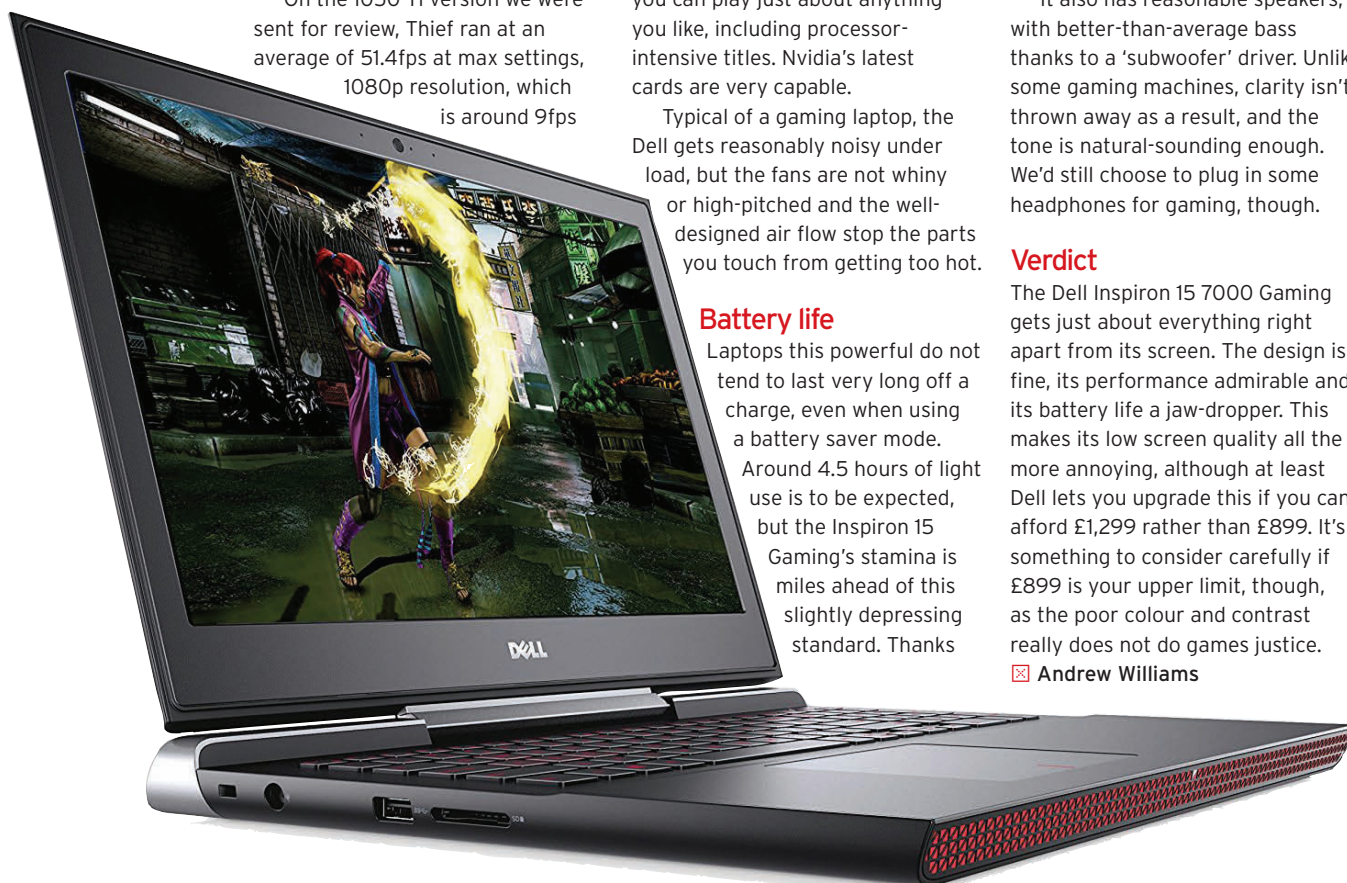 On the 1050 Ti version we were
sent for review, Thief ran at an
average of 51.4fps at max settings,
1080p resolution, which
is around 9fps
you can play just about anything
you like, including processor-
intensive titles. Nvidia's latest
cards are very capable.
Typical of a gaming laptop, the
Dell gets reasonably noisy under
load, but the fans are not whiny
or high-pitched and the well-
designed air flow stop the parts
you touch from getting too hot.
Battery life
Laptops this powerful do not
tend to last very long off a
charge, even when using
a battery saver mode.
Around 4.5 hours of light
use is to be expected,
but the Inspiron 15
Gaming's stamina is
miles ahead of this
slightly depressing
standard. Thanks
It also has reasonable speakers,
with better-than-average bass
thanks to a 'subwoofer' driver. Unlik
some gaming machines, clarity isn't
thrown away as a result, and the
tone is natural-sounding enough.
We'd still choose to plug in some
headphones for gaming, though.
Verdict
The Dell Inspiron 15 7000 Gaming
gets just about everything right
apart from its screen. The design is
fine, its performance admirable and
its battery life a jaw-dropper. This
makes its low screen quality all the
more annoying, although at least
Dell lets you upgrade this if you can
afford £1,299 rather than £899. It's
something to consider carefully if
£899 is your upper limit, though,
as the poor colour and contrast
really does not do games justice.
Andrew Williams
DELL